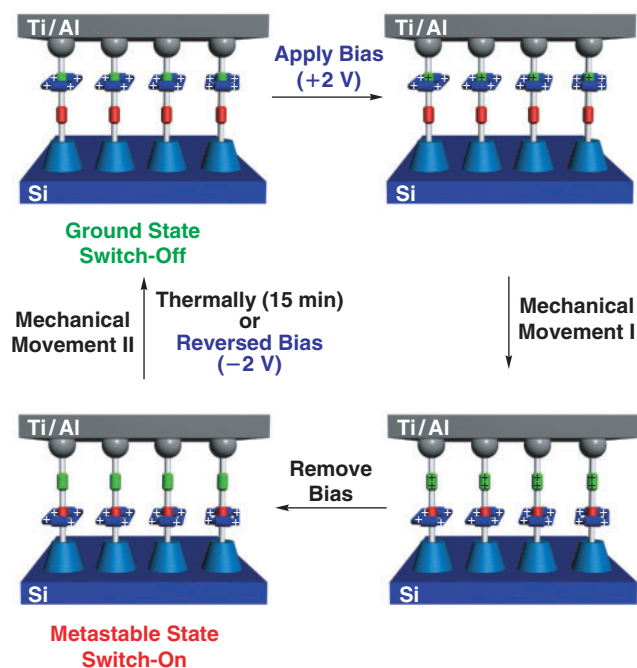 Ti/Al
Apply Bias
(+2 V)
Ti/Al
Si
Si
Ground State
Switch-Off
Mechanical
Movement II
Thermally (15 min)
or
Reversed Bias
(−2 V)
Mechanical
Movement I
Ti/Al
Remove
Bias
Ti/Al
Si
Si
Metastable State
Switch-On